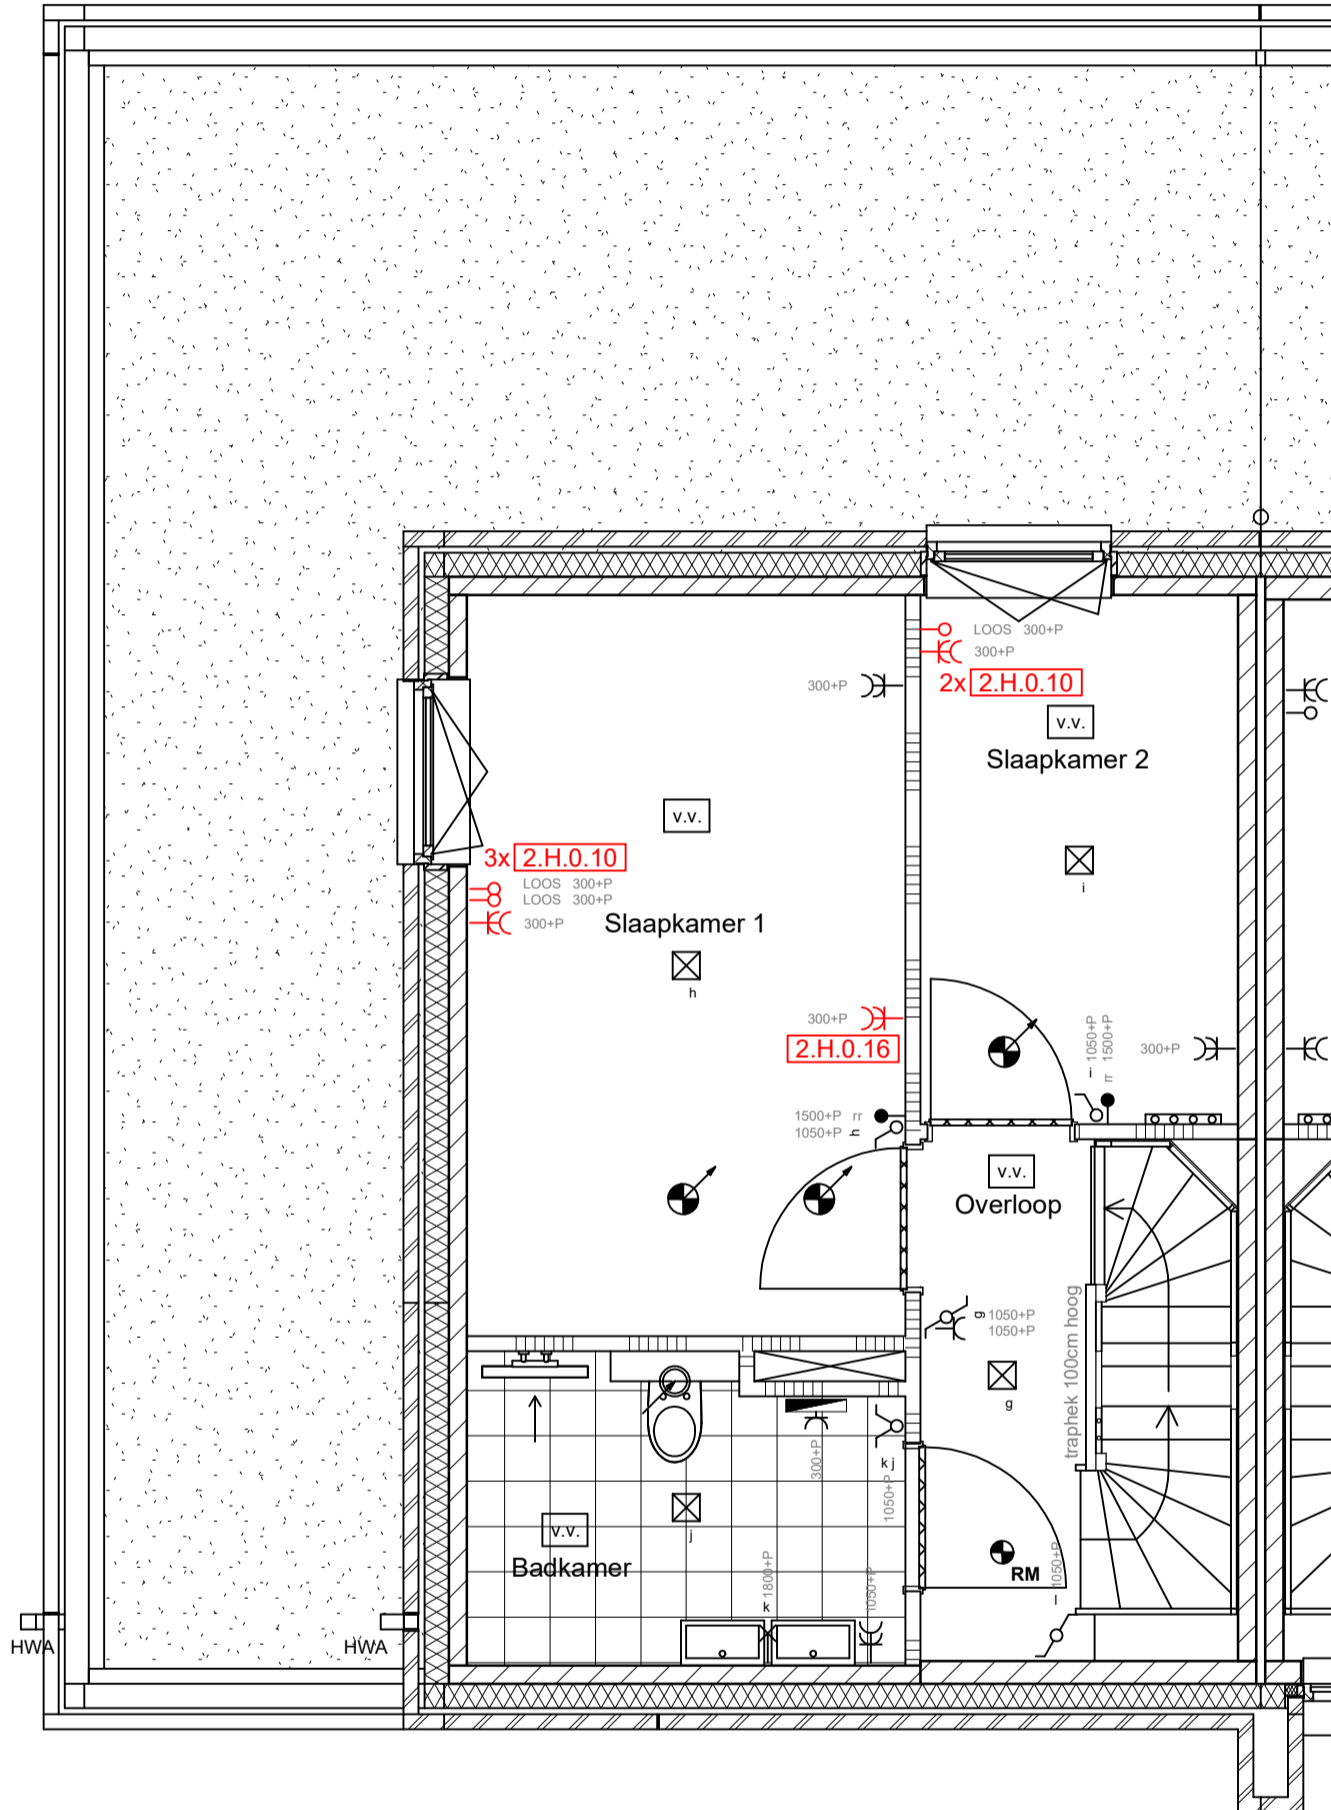 LOOS 300+P
300+P
2x 2.H.0.10
300+P
v.v.
Slaapkamer 2
v.v.
3x 2.H.0.10
LOOS 300+P
LOOS 300+P
300+P
Slaapkamer 1
h
i
300+P
2.H.0.16
i 1050+P
rr 1500+P
300+P
1500+P rr
1050+P h
v.v.
Overloop
g 1050+P
1050+P
traphek 100cm hoog
g
300+P
k j
1050+P
v.v.
j
Badkamer
k 1800+P
1050+P
RM
l 1050+P
HWA
HWA